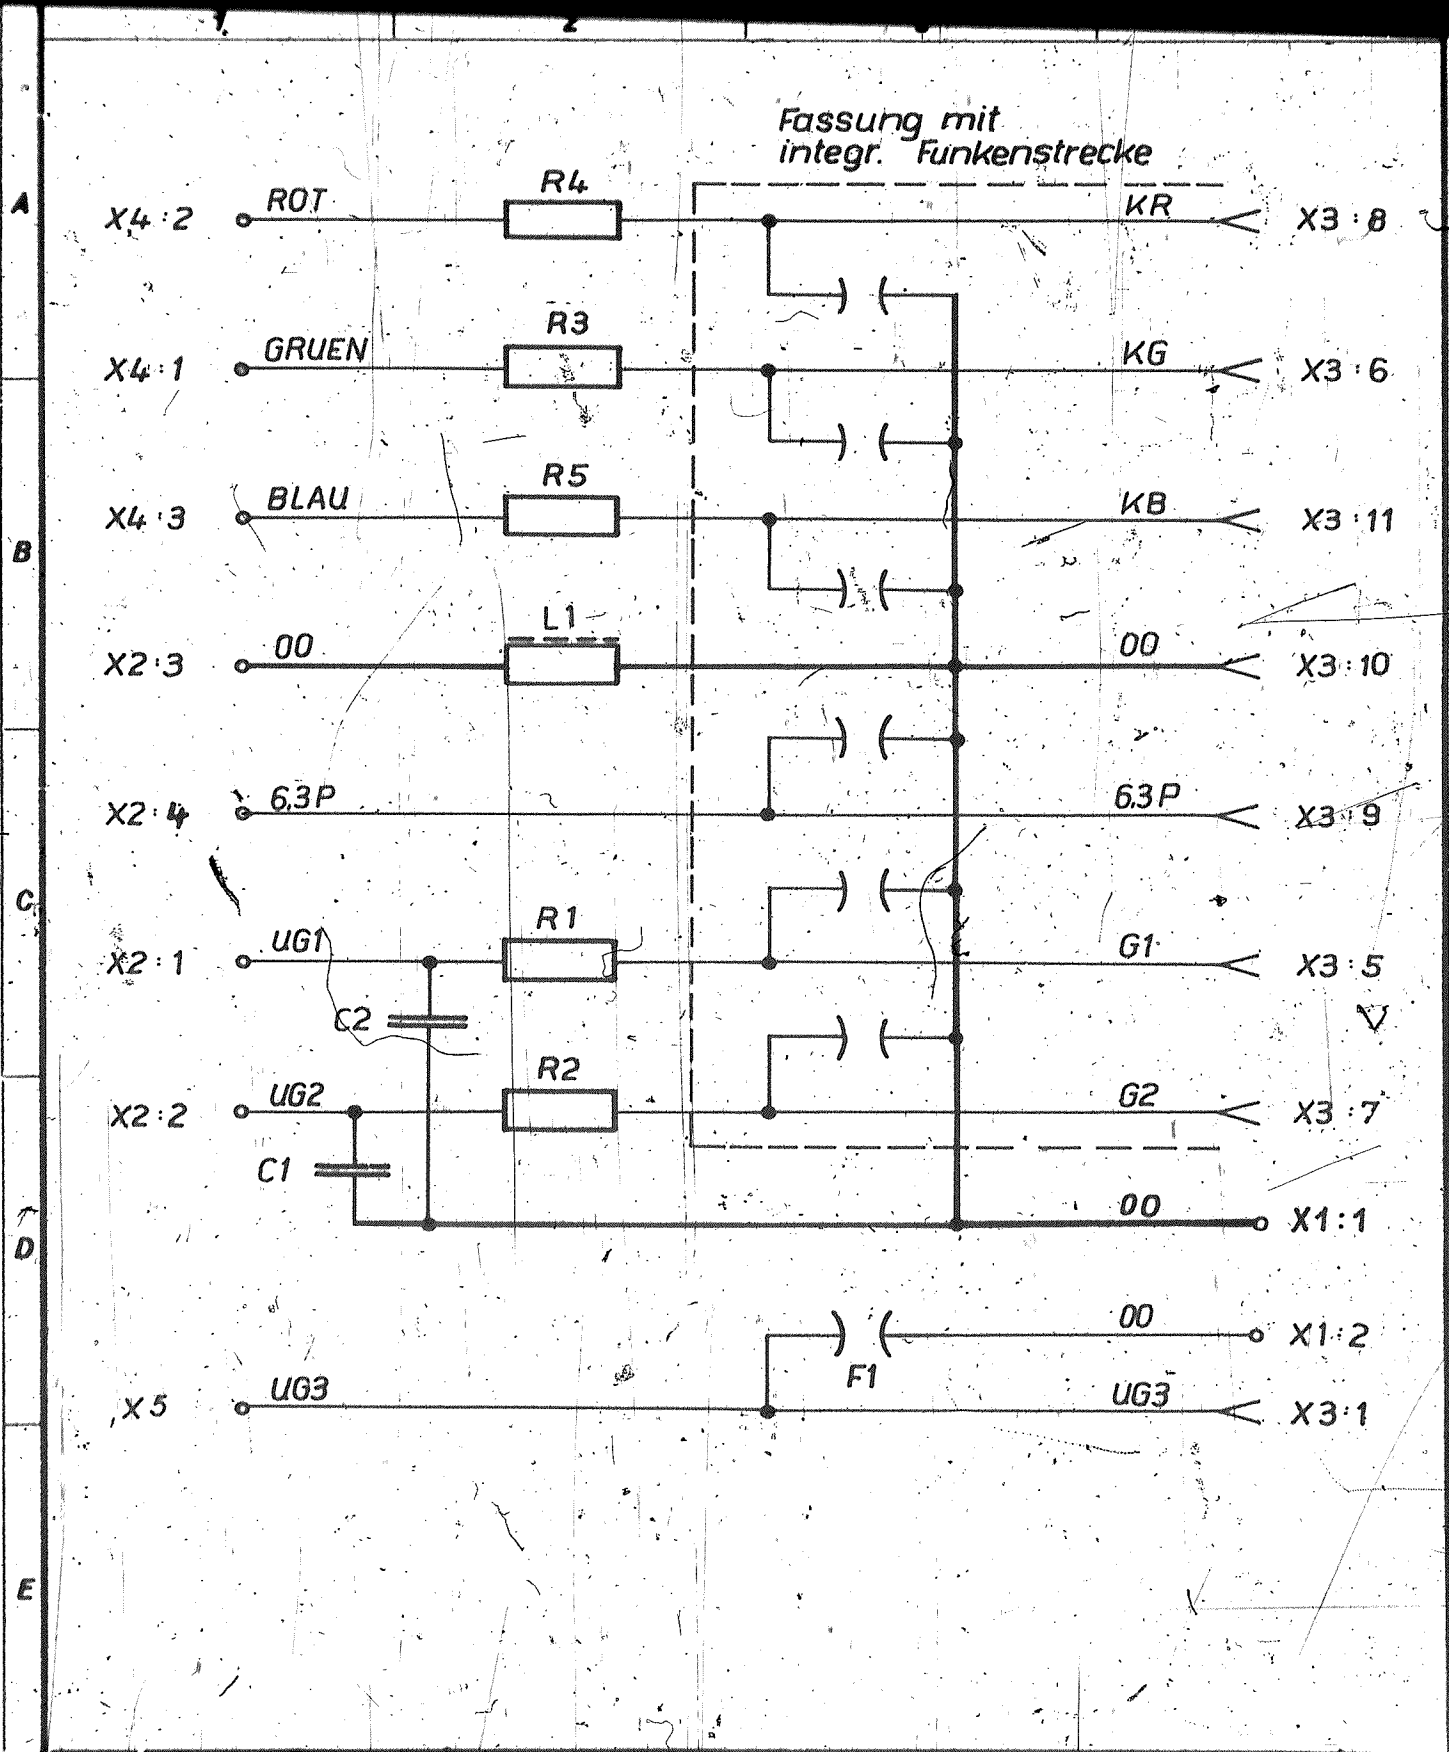 1
2
Fassung mit
integr. Funkenstrecke
A
X4:2 ROT R4 KR X3:8
R3
X4:1 GRUEN KG X3:6
R5
X4:3 BLAU KB X3:11
B
L1
X2:3 00 00 X3:10
X2:4 6,3P 6,3P X3:9
C
R1
X2:1 UG1 G1 X3:5
C2
R2
X2:2 UG2 G2 X3:7
C1
00 X1:1
D
00 X1:2
F1
X5 UG3 UG3 X3:1
E